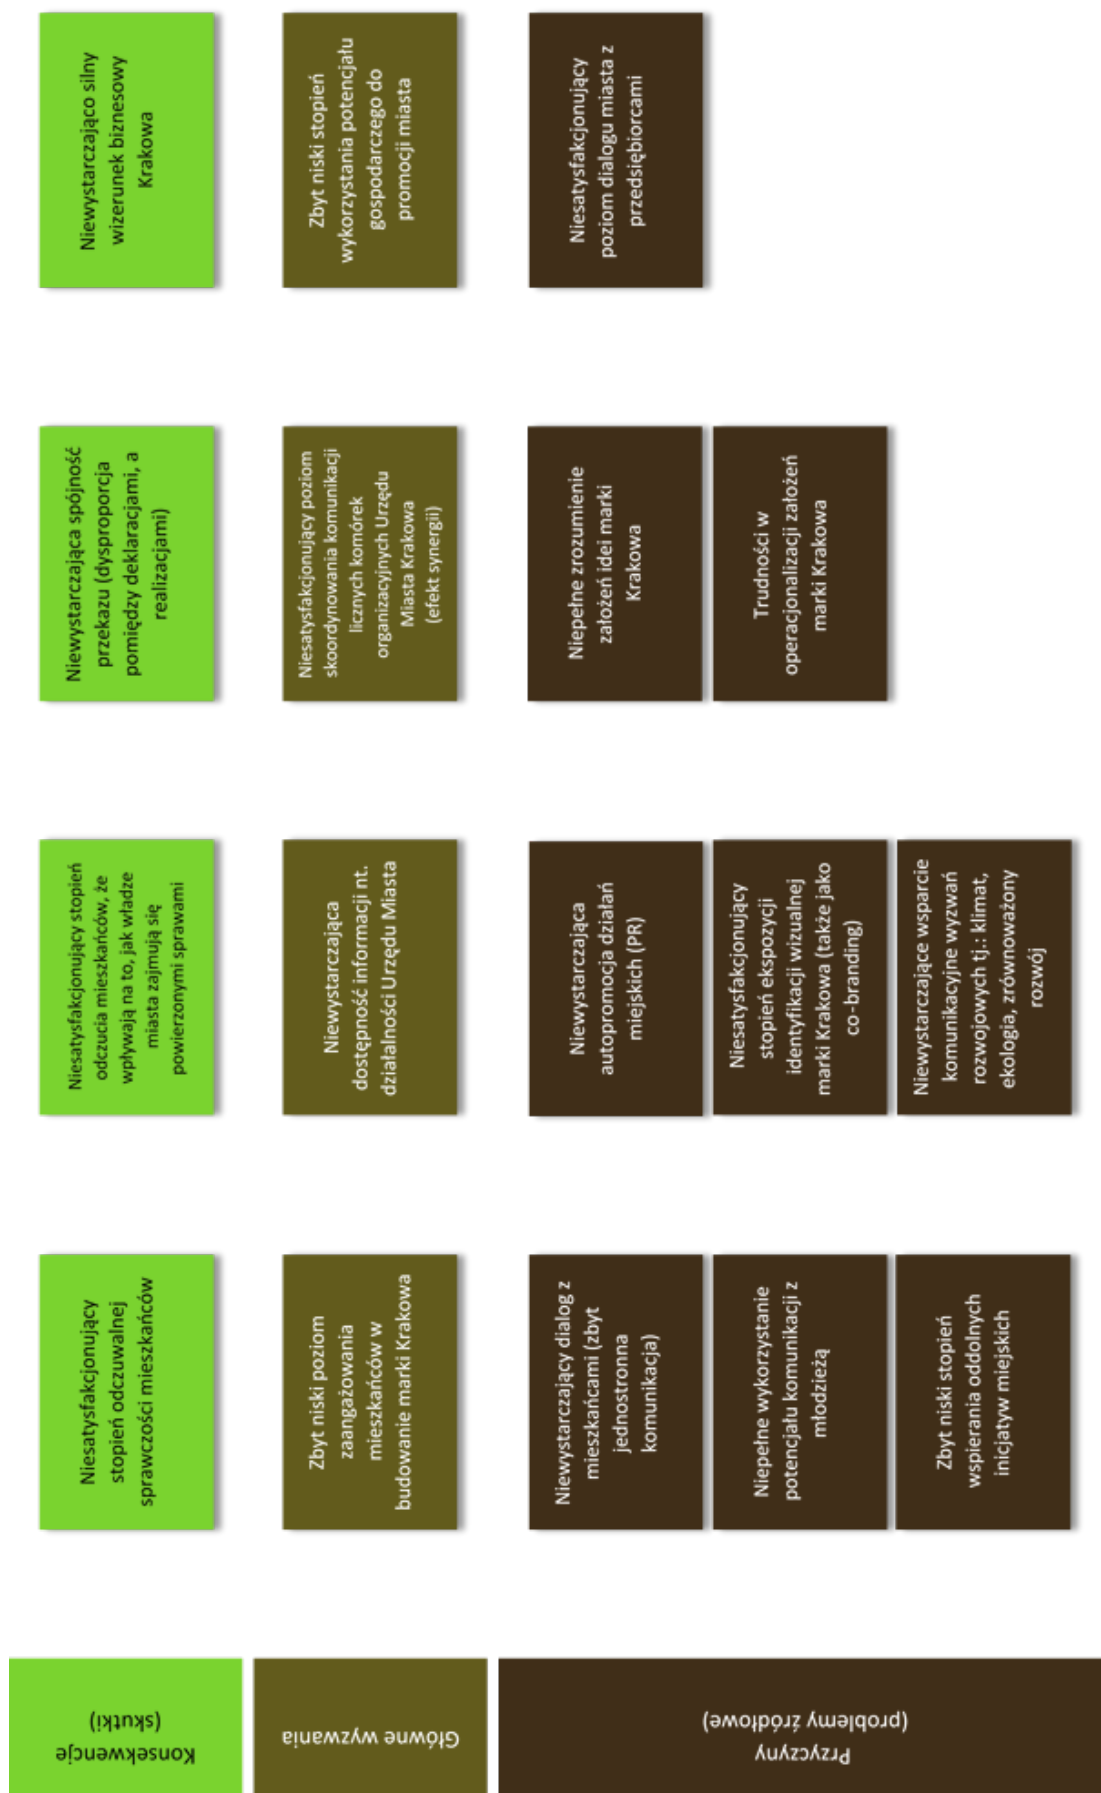 Konsekwencje
(skutki)
Niesatysfakcjonujący
stopień odczuwalnej
sprawczości mieszkańców
Niesatysfakcjonujący stopień
odczucia mieszkańców, że
wpływają na to, jak władze
miasta zajmują się
powierzonymi sprawami
Niewystarczająca spójność
przekazu (dysproporcja
pomiędzy deklaracjami, a
realizacjami)
Niewystarczająco silny
wizerunek biznesowy
Krakowa
Główne wyzwania
Zbyt niski poziom
zaangażowania
mieszkańców w
budowanie marki Krakowa
Niewystarczająca
dostępność informacji nt.
działalności Urzędu Miasta
Niesatysfakcjonujący poziom
skoordynowania komunikacji
licznych komórek
organizacyjnych Urzędu
Miasta Krakowa
(efekt synergii)
Zbyt niski stopień
wykorzystania potencjału
gospodarczego do
promocji miasta
Przyczyny
(problemy źródłowe)
Niewystarczający dialog z
mieszkańcami (zbyt
jednostronna
komunikacja)
Niewystarczająca
autopromocja działań
miejskich (PR)
Niepełne zrozumienie
założeń idei marki
Krakowa
Niesatysfakcjonujący
poziom dialogu miasta z
przedsiębiorcami
Niepełne wykorzystanie
potencjału komunikacji z
młodzieżą
Niesatysfakcjonujący
stopień ekspozycji
identyfikacji wizualnej
marki Krakowa (także jako
co-branding)
Trudności w
operacjonalizacji założeń
marki Krakowa
Zbyt niski stopień
wspierania oddolnych
inicjatyw miejskich
Niewystarczające wsparcie
komunikacyjne wyzwań
rozwojowych tj.: klimat,
ekologia, zrównoważony
rozwój